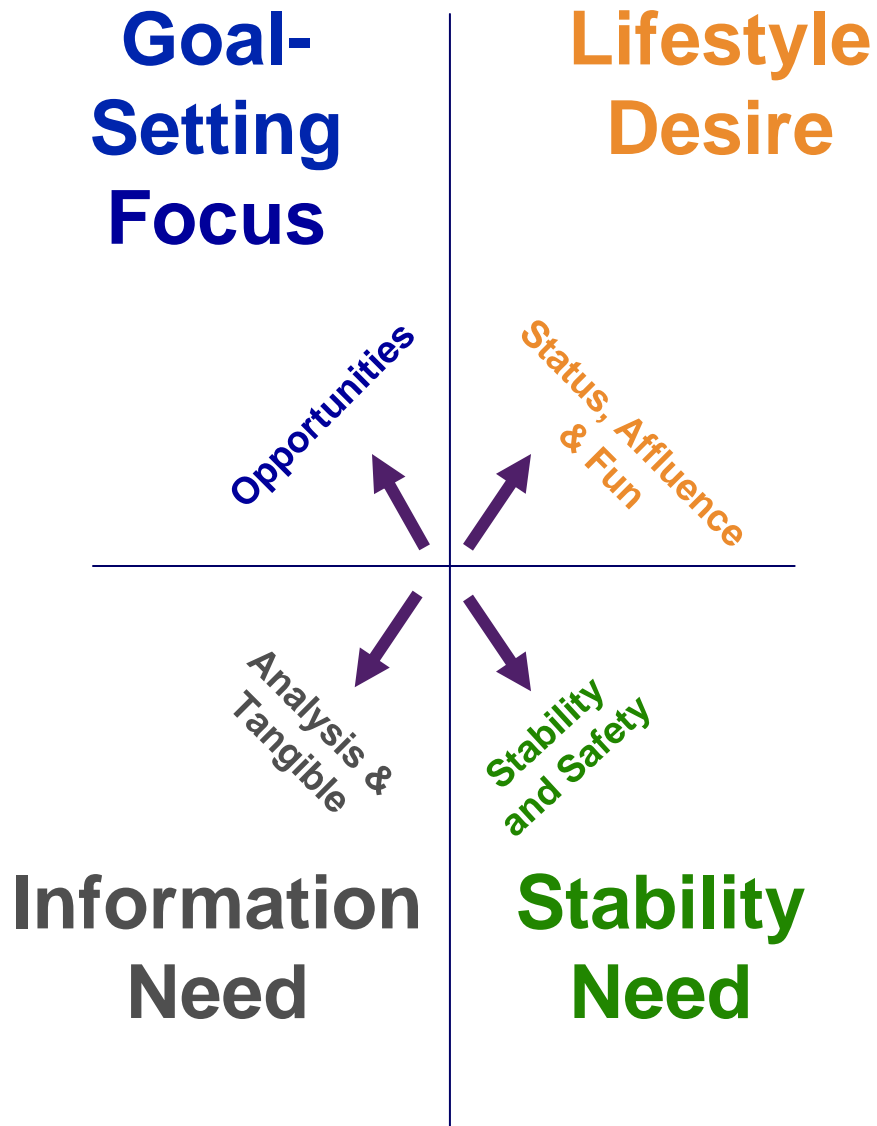 Goal-
Setting
Focus
Lifestyle
Desire
Opportunities
Status, Affluence
& Fun
Analysis &
Tangible
Stability
and Safety
Information
Need
Stability
Need